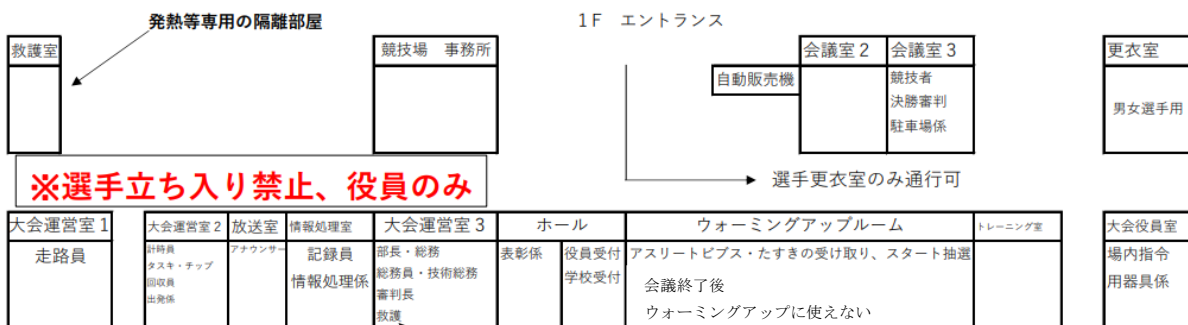 発熱等専用の隔離部屋
1F エントランス
救護室
競技場 事務所
会議室2
会議室3
更衣室
自動販売機
競技者
決勝審判
駐車場係
男女選手用
※選手立ち入り禁止、役員のみ
選手更衣室のみ通行可
大会運営室1
大会運営室2
放送室
情報処理室
大会運営室3
ホール
ウォーミングアップルーム
トレーニング室
大会役員室
走路員
計時員
タスキ・チップ
回収員
出発係
アナウンサー
記録員
情報処理係
部長・総務
総務員・技術総務
審判長
救護
表彰係
役員受付
学校受付
アスリートビブス・たすきの受け取り、スタート抽選
会議終了後
ウォーミングアップに使えない
場内指令
用器具係